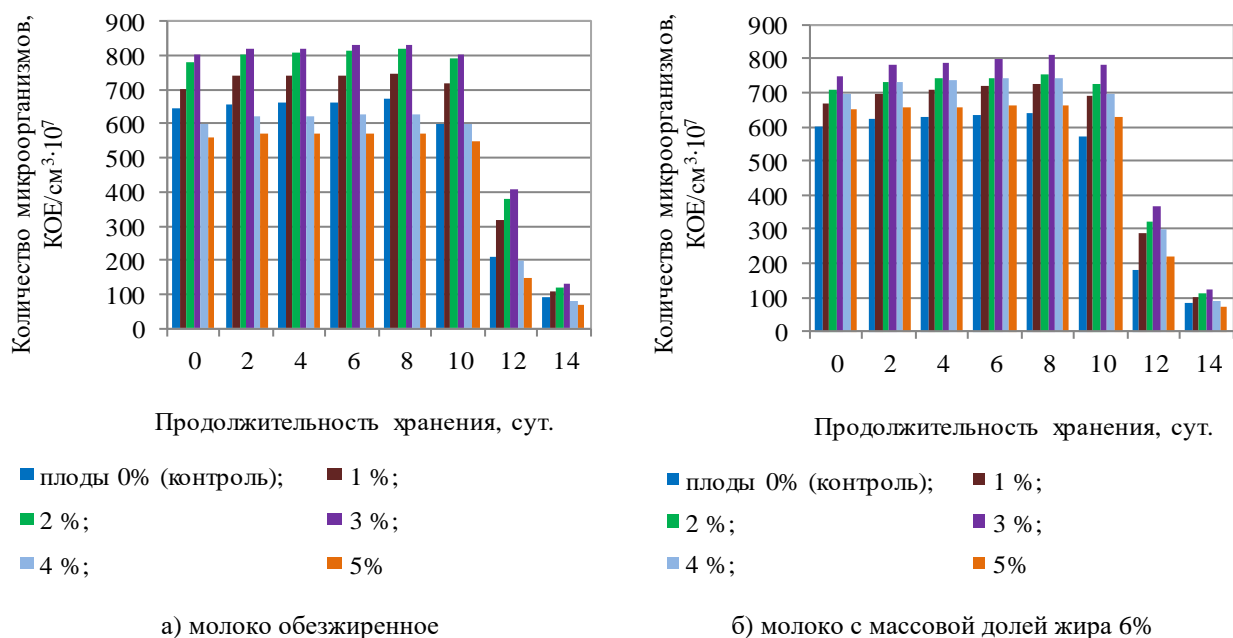 Количество микроорганизмов,
КОЕ/см³·10⁷
900
800
700
600
500
400
300
200
100
0
0 2 4 6 8 10 12 14
Продолжительность хранения, сут.
плоды 0% (контроль); 1 %;
2 %; 3 %;
4 %; 5%
а) молоко обезжиренное
Количество микроорганизмов,
КОЕ/см³·10⁷
900
800
700
600
500
400
300
200
100
0
0 2 4 6 8 10 12 14
Продолжительность хранения, сут.
плоды 0% (контроль); 1 %;
2 %; 3 %;
4 %; 5%
б) молоко с массовой долей жира 6%